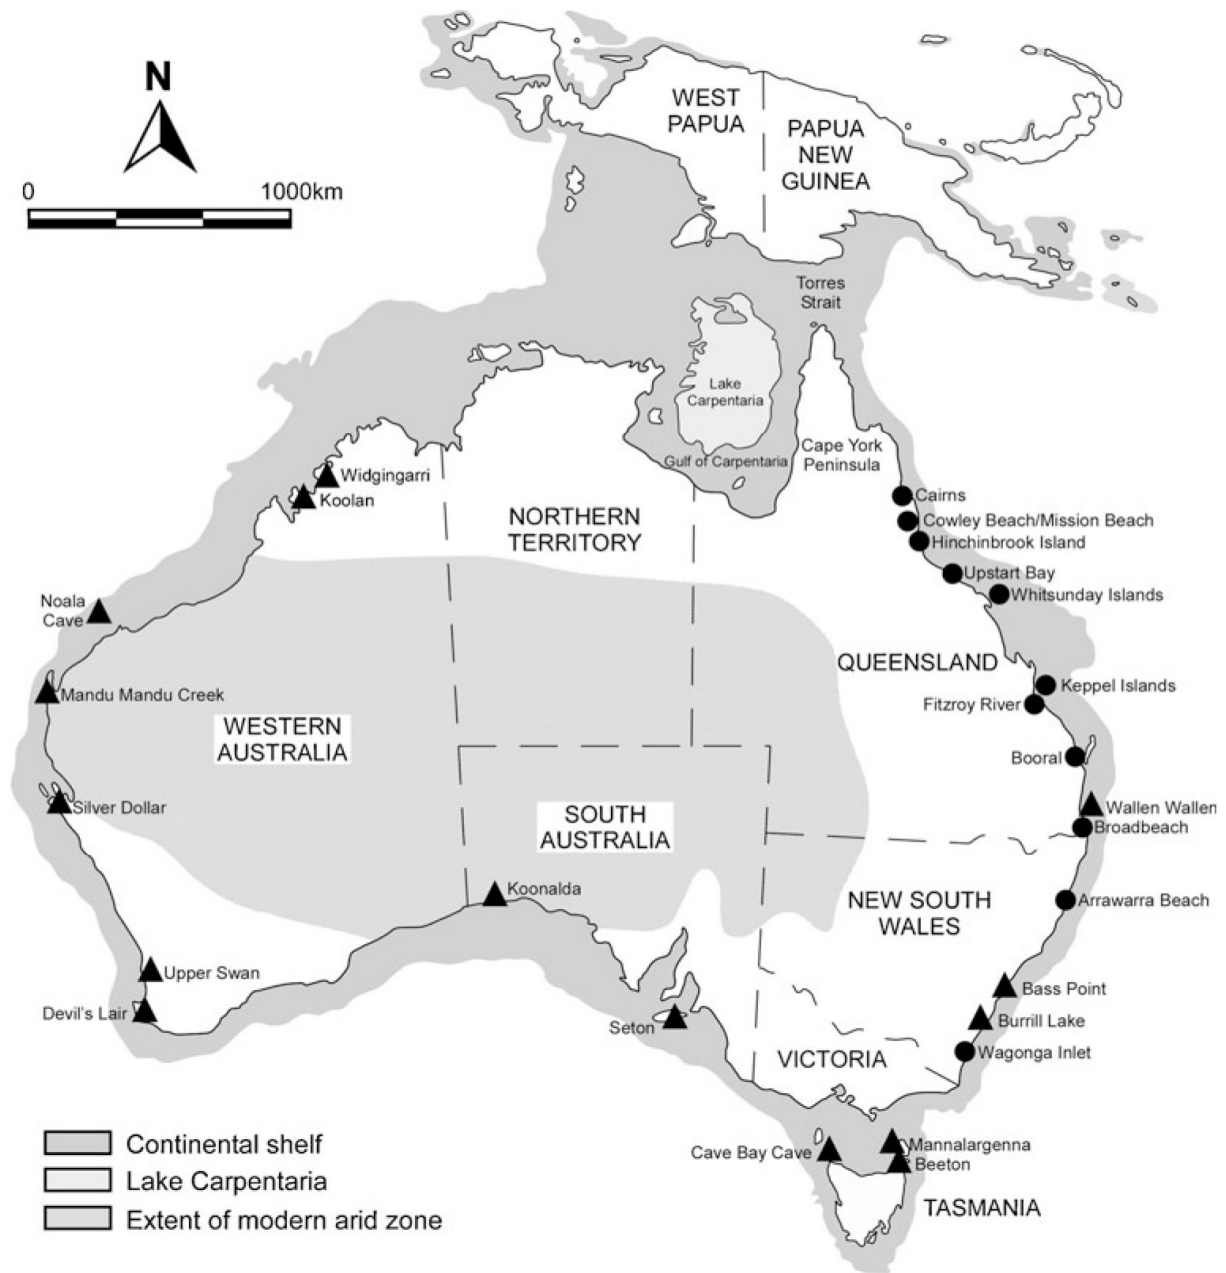 N
0 1000km
WEST
PAPUA
PAPUA
NEW
GUINEA
Torres
Strait
Lake
Carpentaria
Gulf of Carpentaria
Cape York
Peninsula
Widgingarri
Koolan
NORTHERN
TERRITORY
Cairns
Cowley Beach/Mission Beach
Hinchinbrook Island
Upstart Bay
Whitsunday Islands
Noala
Cave
Mandu Mandu Creek
QUEENSLAND
Keppel Islands
Fitzroy River
WESTERN
AUSTRALIA
Booral
Silver Dollar
Wallen Wallen
Broadbeach
SOUTH
AUSTRALIA
Koonalda
NEW SOUTH
WALES
Arrawarra Beach
Upper Swan
Devil's Lair
Bass Point
Seton
Burrill Lake
Wagonga Inlet
VICTORIA
Cave Bay Cave
Mannalargenna
Beeton
TASMANIA
Continental shelf
Lake Carpentaria
Extent of modern arid zone